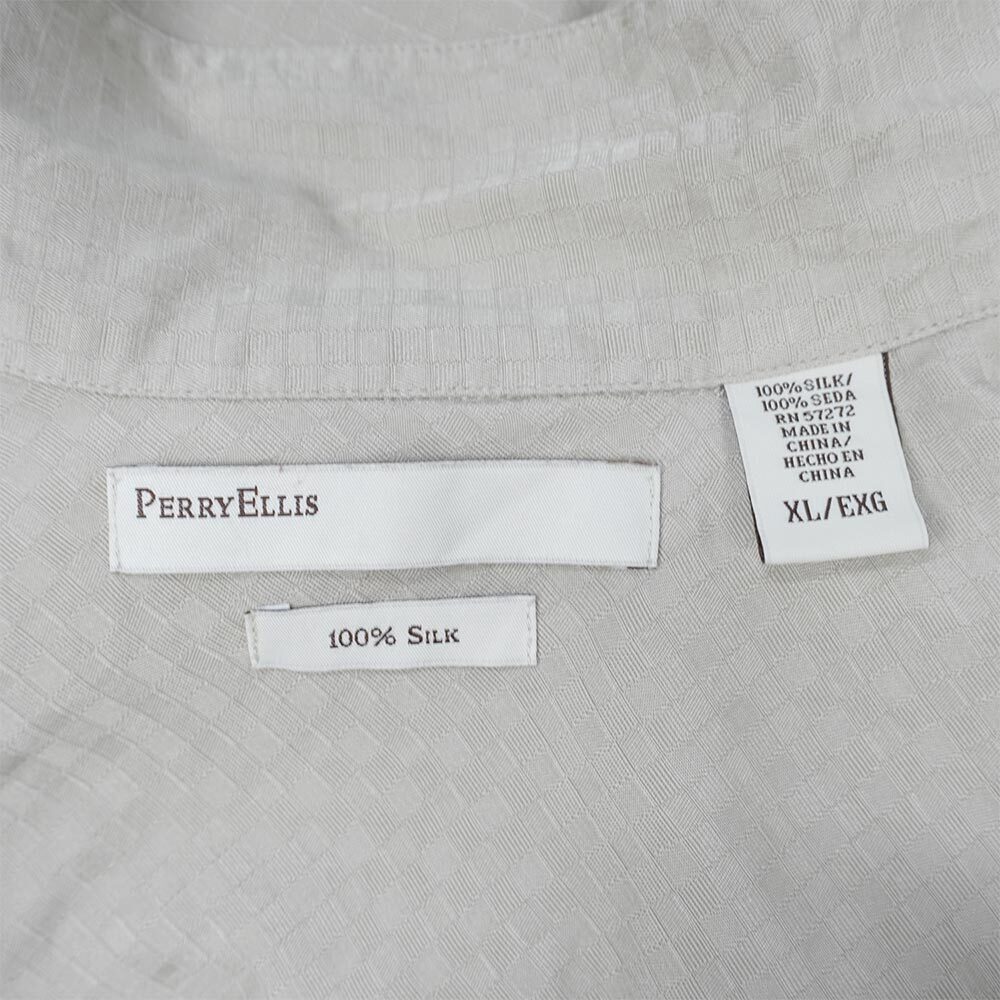 PERRYELLIS
100% SILK
100% SILK/
100% SEDA
RN 57272
MADE IN
CHINA/
HECHO EN
CHINA
XL/EXG